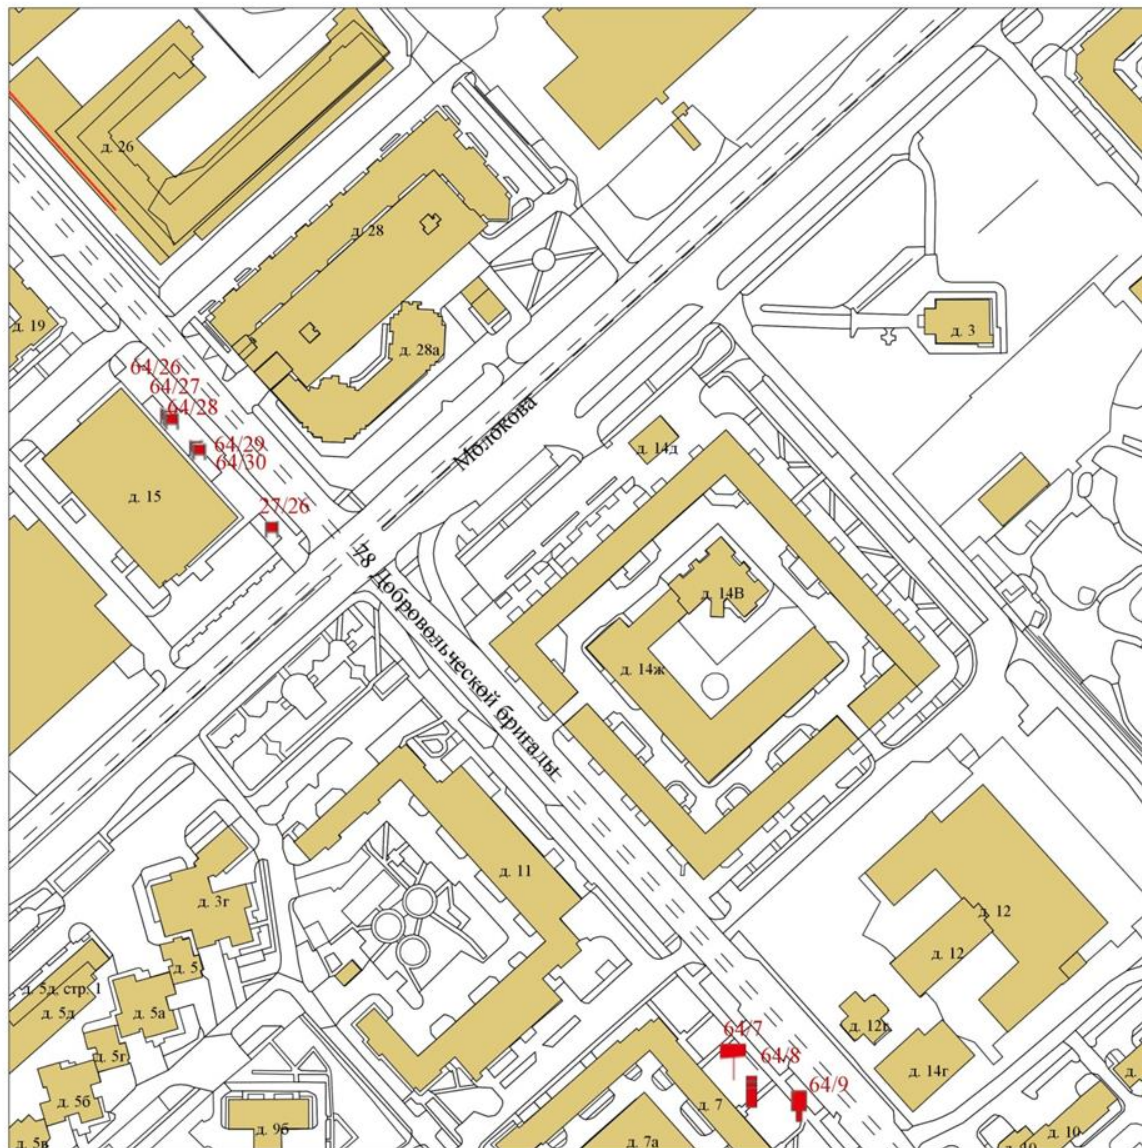 д. 26
д. 28
д. 19
д. 28а
д. 3
64/26
64/27
64/28
64/29
64/30
Молокова
д. 14д
д. 15
27/26
78 Добровольческой бригады
д. 14В
д. 14ж
д. 11
д. 3г
д. 12
д. 12
д. 5
д. 5д, стр. 1
д. 5д
д. 5а
д. 12г
64/7
д. 5г
64/8
д. 14г
64/9
д. 5б
д. 7
д. 9б
д. 10
д. 5в
д. 7а